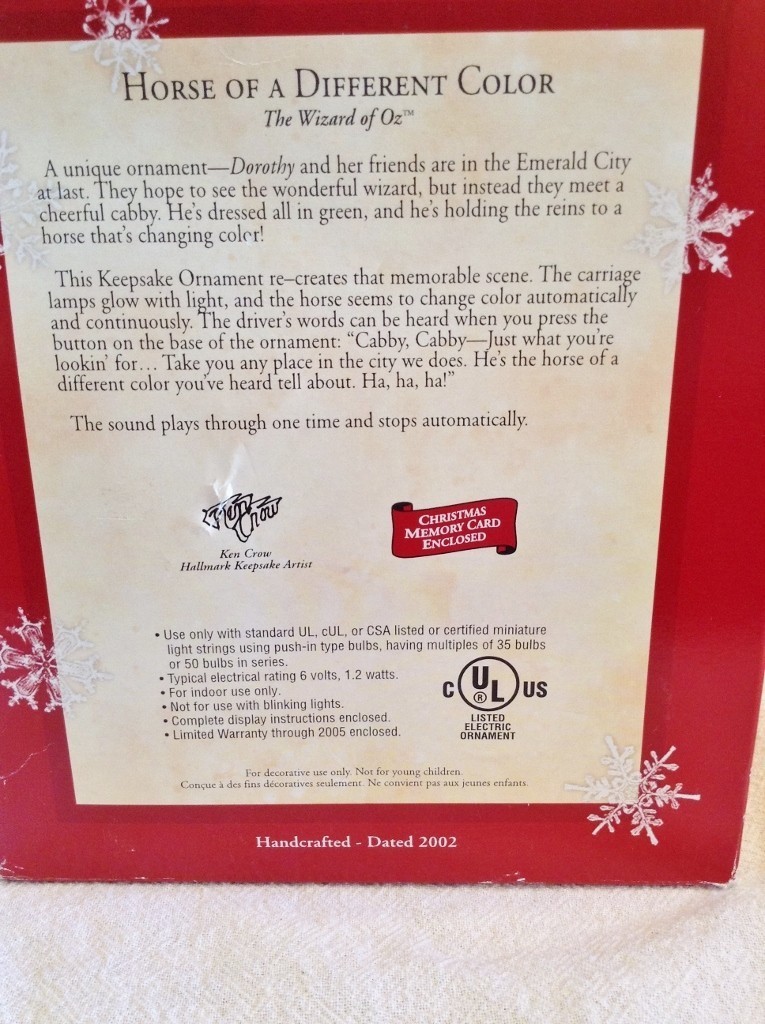 HORSE OF A DIFFERENT COLOR
The Wizard of Oz™
A unique ornament—Dorothy and her friends are in the Emerald City
at last. They hope to see the wonderful wizard, but instead they meet a
cheerful cabby. He's dressed all in green, and he's holding the reins to a
horse that's changing color!
This Keepsake Ornament re–creates that memorable scene. The carriage
lamps glow with light, and the horse seems to change color automatically
and continuously. The driver's words can be heard when you press the
button on the base of the ornament: “Cabby, Cabby—Just what you're
lookin' for… Take you any place in the city we does. He's the horse of a
different color you've heard tell about. Ha, ha, ha!”
The sound plays through one time and stops automatically.
Ken Crow
Ken Crow
Hallmark Keepsake Artist
CHRISTMAS
MEMORY CARD
ENCLOSED
• Use only with standard UL, cUL, or CSA listed or certified miniature
light strings using push-in type bulbs, having multiples of 35 bulbs
or 50 bulbs in series.
• Typical electrical rating 6 volts, 1.2 watts.
• For indoor use only.
• Not for use with blinking lights.
• Complete display instructions enclosed.
• Limited Warranty through 2005 enclosed.
C UL® US
LISTED
ELECTRIC
ORNAMENT
For decorative use only. Not for young children.
Conçue à des fins décoratives seulement. Ne convient pas aux jeunes enfants.
Handcrafted - Dated 2002